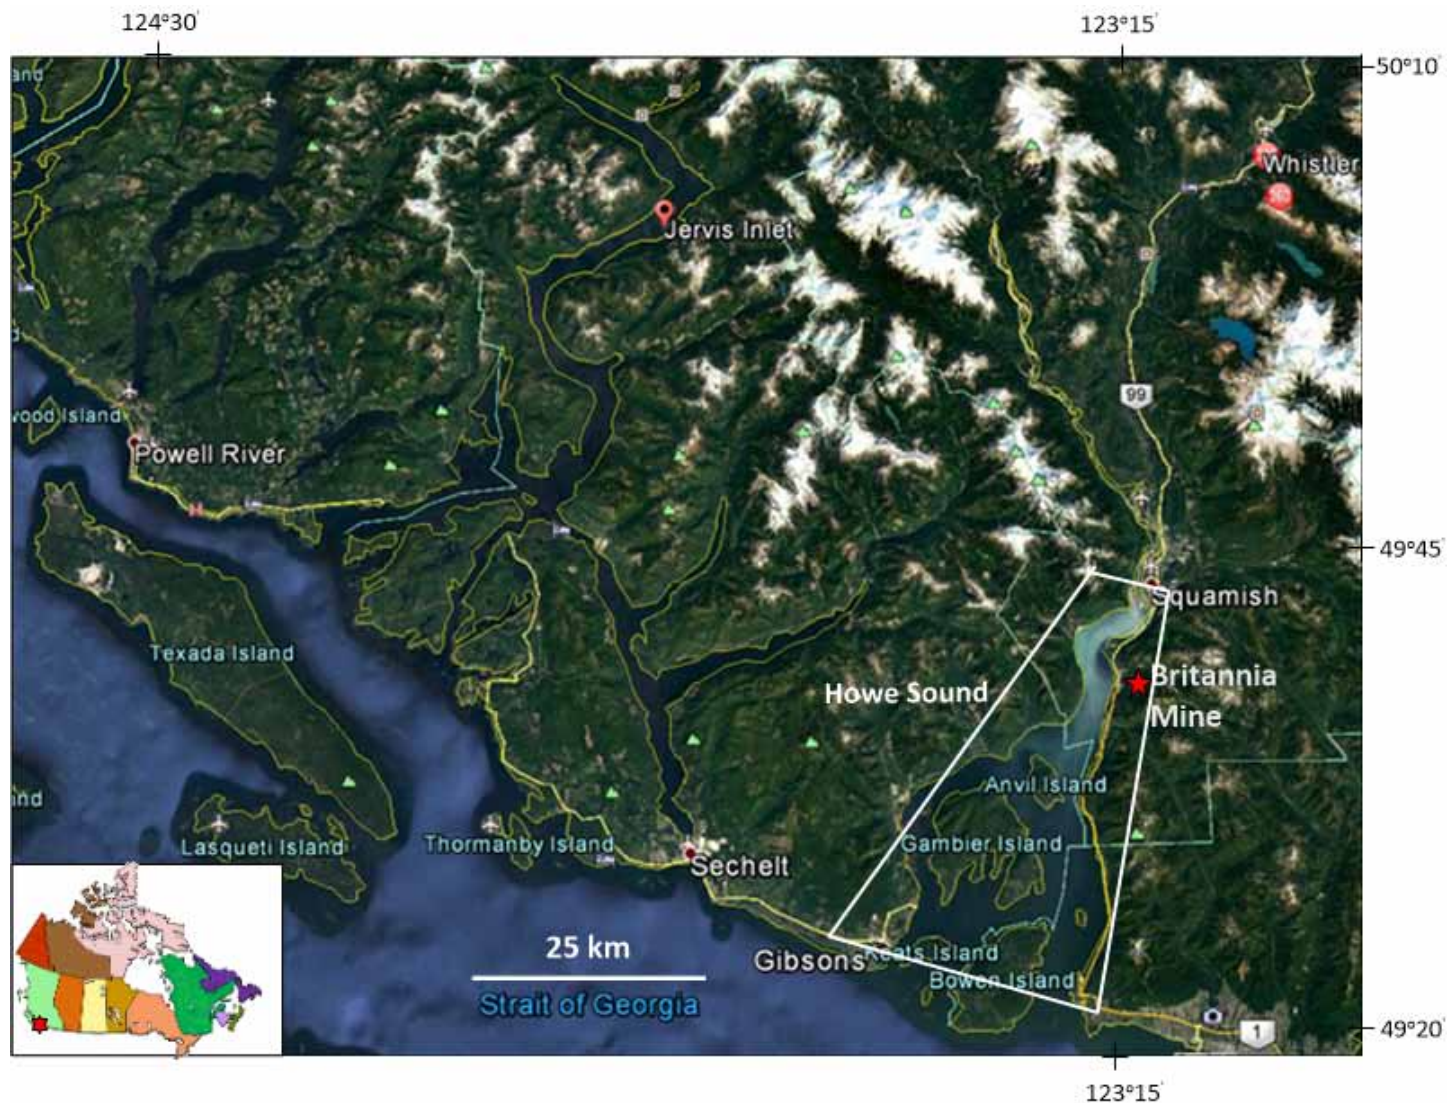 124°30'
123°15'
50°10'
and
Whistler
Jervis Inlet
99
wood Island
Powell River
49°45'
Squamish
Texada Island
Britannia
Mine
Howe Sound
Anvil Island
nd
Lasqueti Island
Thormanby Island
Gambier Island
Sechelt
25 km
Gibsons
Keats Island
Bowen Island
Strait of Georgia
1
49°20'
123°15'